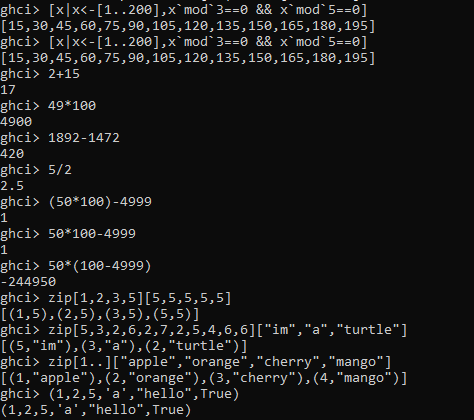 ghci> [x|x<-[1..200],x`mod`3==0 && x`mod`5==0]
[15,30,45,60,75,90,105,120,135,150,165,180,195]
ghci> [x|x<-[1..200],x`mod`3==0 && x`mod`5==0]
[15,30,45,60,75,90,105,120,135,150,165,180,195]
ghci> 2+15
17
ghci> 49*100
4900
ghci> 1892-1472
420
ghci> 5/2
2.5
ghci> (50*100)-4999
1
ghci> 50*100-4999
1
ghci> 50*(100-4999)
-244950
ghci> zip[1,2,3,5][5,5,5,5,5]
[(1,5),(2,5),(3,5),(5,5)]
ghci> zip[5,3,2,6,2,7,2,5,4,6,6]["im","a","turtle"]
[(5,"im"),(3,"a"),(2,"turtle")]
ghci> zip[1..]["apple","orange","cherry","mango"]
[(1,"apple"),(2,"orange"),(3,"cherry"),(4,"mango")]
ghci> (1,2,5,'a',"hello",True)
(1,2,5,'a',"hello",True)